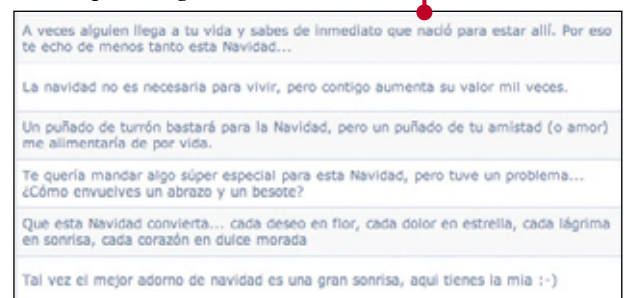 A veces alguien llega a tu vida y sabes de inmediato que nació para estar allí. Por eso
te echo de menos tanto esta Navidad...
La navidad no es necesaria para vivir, pero contigo aumenta su valor mil veces.
Un puñado de turrón bastará para la Navidad, pero un puñado de tu amistad (o amor)
me alimentaría de por vida.
Te quería mandar algo súper especial para esta Navidad, pero tuve un problema...
¿Cómo envuelves un abrazo y un besote?
Que esta Navidad convierta... cada deseo en flor, cada dolor en estrella, cada lágrima
en sonrisa, cada corazón en dulce morada
Tal vez el mejor adorno de navidad es una gran sonrisa, aqui tienes la mia :-)